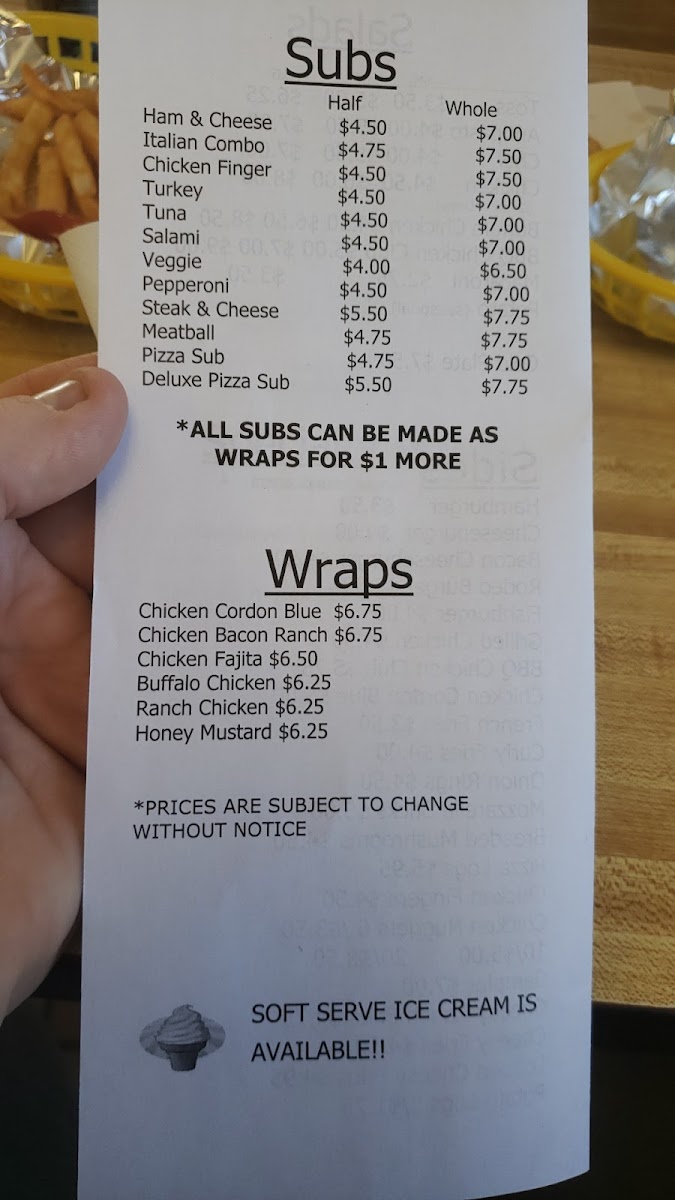 Subs
Half Whole
Ham & Cheese $4.50 $7.00
Italian Combo $4.75 $7.50
Chicken Finger $4.50 $7.50
Turkey $4.50 $7.00
Tuna $4.50 $7.00
Salami $4.50 $7.00
Veggie $4.00 $6.50
Pepperoni $4.50 $7.00
Steak & Cheese $5.50 $7.75
Meatball $4.75 $7.75
Pizza Sub $4.75 $7.00
Deluxe Pizza Sub $5.50 $7.75
*ALL SUBS CAN BE MADE AS
WRAPS FOR $1 MORE
Wraps
Chicken Cordon Blue $6.75
Chicken Bacon Ranch $6.75
Chicken Fajita $6.50
Buffalo Chicken $6.25
Ranch Chicken $6.25
Honey Mustard $6.25
*PRICES ARE SUBJECT TO CHANGE
WITHOUT NOTICE
SOFT SERVE ICE CREAM IS
AVAILABLE!!